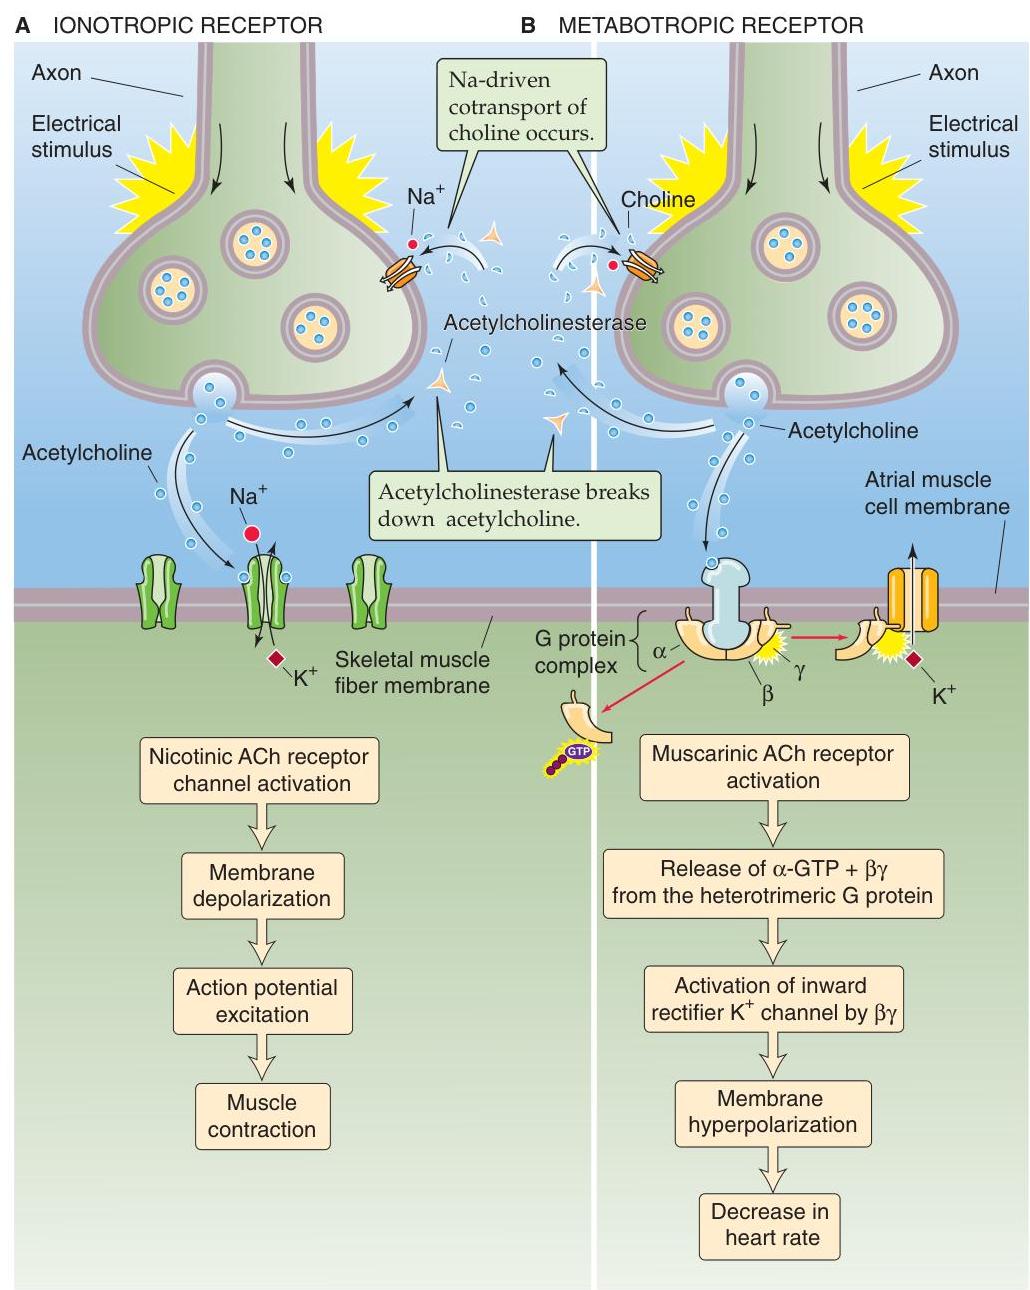 A IONOTROPIC RECEPTOR
B METABOTROPIC RECEPTOR
Axon
Electrical
stimulus
Na-driven
cotransport of
choline occurs.
Axon
Electrical
stimulus
Na⁺
Choline
Acetylcholinesterase
Acetylcholine
Acetylcholine
Na⁺
Acetylcholinesterase breaks
down acetylcholine.
Atrial muscle
cell membrane
K⁺
Skeletal muscle
fiber membrane
G protein
complex
α
β
γ
K⁺
GTP
Nicotinic ACh receptor
channel activation
Membrane
depolarization
Action potential
excitation
Muscle
contraction
Muscarinic ACh receptor
activation
Release of α-GTP + βγ
from the heterotrimeric G protein
Activation of inward
rectifier K⁺ channel by βγ
Membrane
hyperpolarization
Decrease in
heart rate